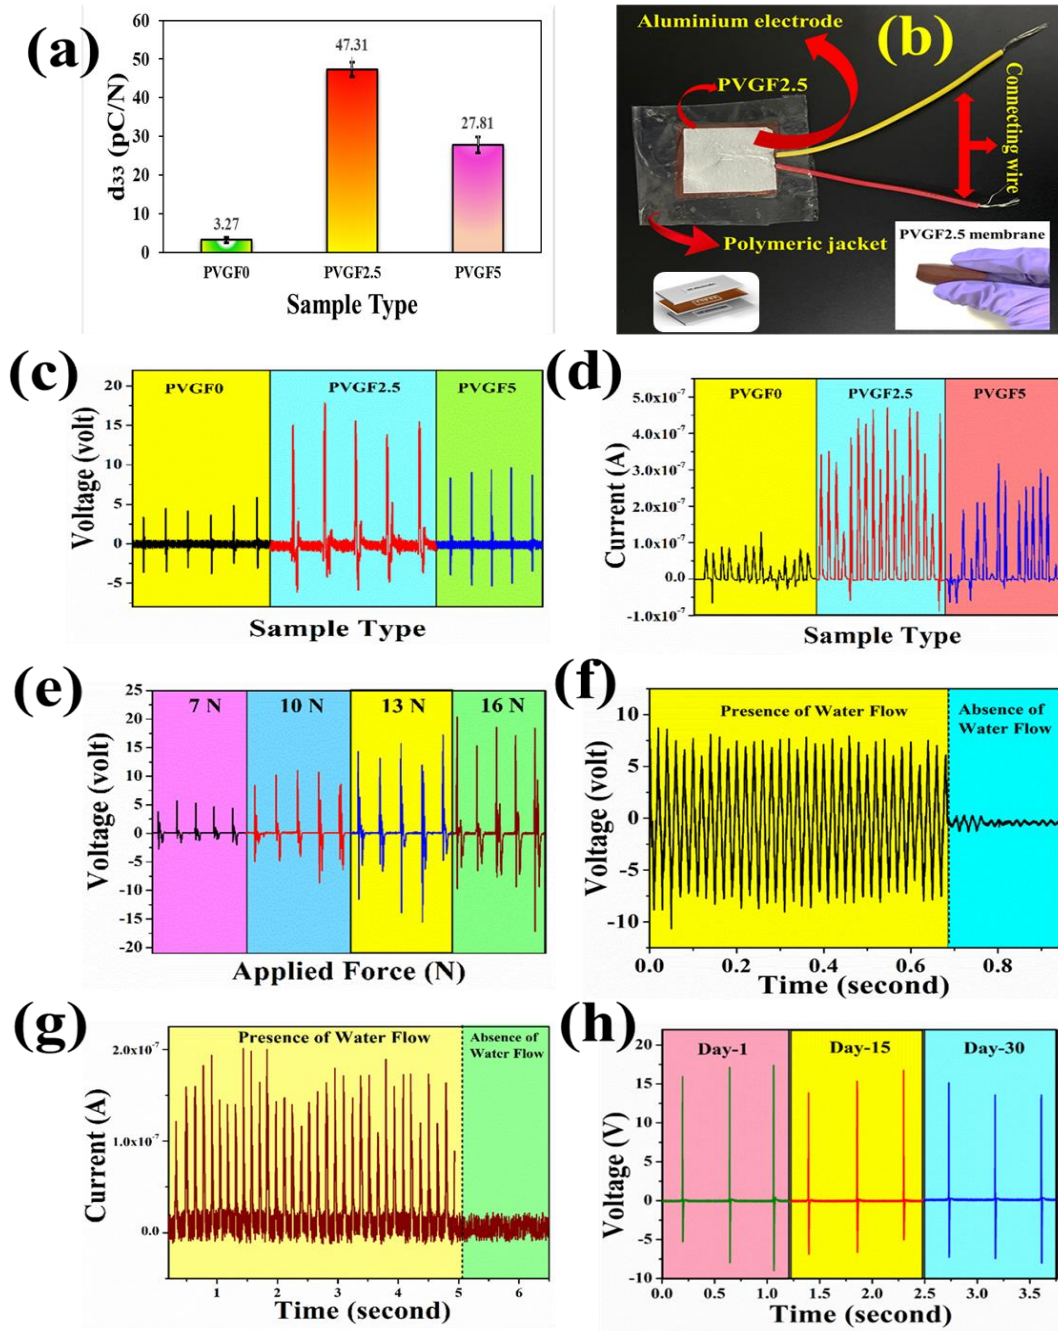 (a)
60
50
40
30
20
10
0
d₃₃ (pC/N)
3.27
47.31
27.81
PVGF0
PVGF2.5
PVGF5
Sample Type
(b)
Aluminium electrode
PVGF2.5
Connecting wire
Polymeric jacket
PVGF2.5 membrane
(c)
20
15
10
5
0
-5
Voltage (volt)
PVGF0
PVGF2.5
PVGF5
Sample Type
(d)
5.0x10⁻⁷
3.0x10⁻⁷
1.0x10⁻⁷
0.0
-1.0x10⁻⁷
Current (A)
PVGF0
PVGF2.5
PVGF5
Sample Type
(e)
25
20
15
10
5
0
-5
-10
-15
-20
Voltage (volt)
7 N
10 N
13 N
16 N
Applied Force (N)
(f)
10
5
0
-5
-10
Voltage (volt)
Presence of Water Flow
Absence of
Water Flow
0.0
0.2
0.4
0.6
0.8
Time (second)
(g)
2.0x10⁻⁷
1.0x10⁻⁷
0.0
Current (A)
Presence of Water Flow
Absence of
Water Flow
1
2
3
4
5
6
Time (second)
(h)
20
15
10
5
0
-5
-10
Voltage (V)
Day-1
Day-15
Day-30
0.0
0.5
1.0
1.5
2.0
2.5
3.0
3.5
Time (second)